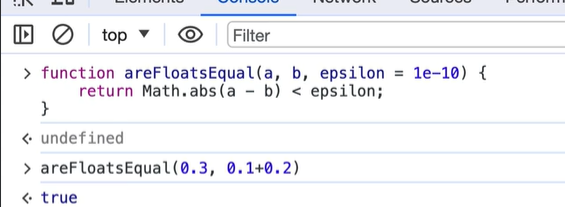 Console
top ▼
Filter
> function areFloatsEqual(a, b, epsilon = 1e-10) {
return Math.abs(a - b) < epsilon;
}
<· undefined
> areFloatsEqual(0.3, 0.1+0.2)
<· true